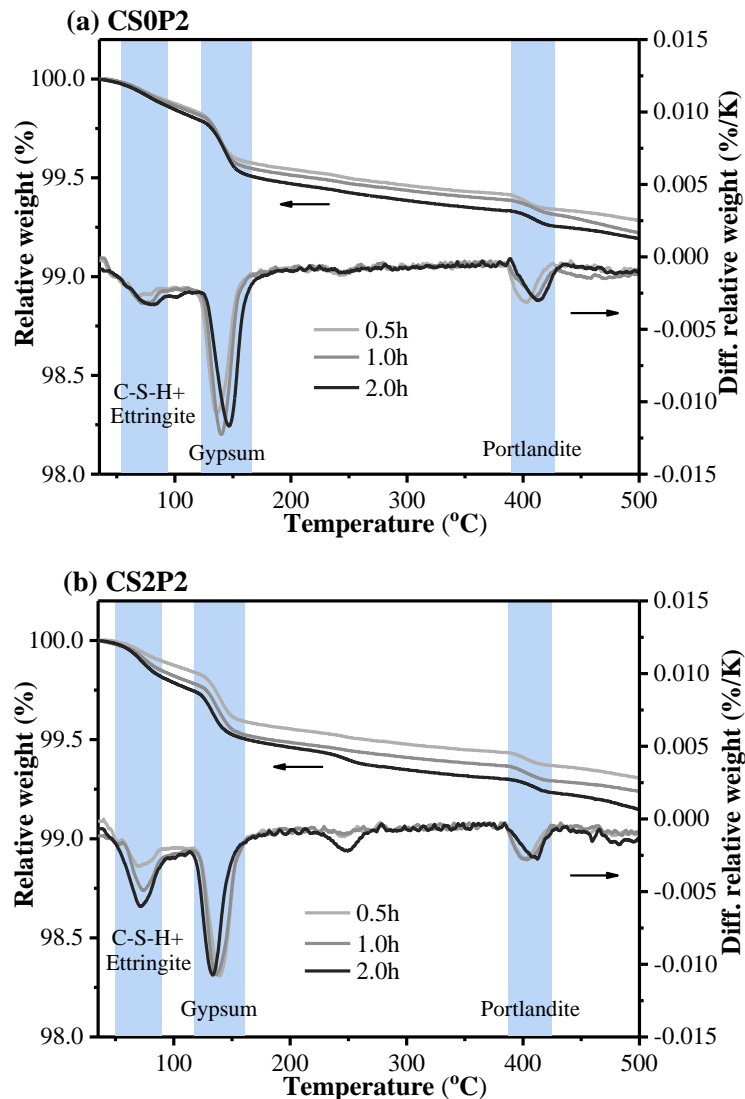 (a) CS0P2
100.0
99.5
99.0
98.5
98.0
Relative weight (%)
0.015
0.010
0.005
0.000
-0.005
-0.010
-0.015
Diff. relative weight (%/K)
0.5h
1.0h
2.0h
C-S-H+
Ettringite
Gypsum
Portlandite
100
200
300
400
500
Temperature (°C)
(b) CS2P2
100.0
99.5
99.0
98.5
98.0
Relative weight (%)
0.015
0.010
0.005
0.000
-0.005
-0.010
-0.015
Diff. relative weight (%/K)
0.5h
1.0h
2.0h
C-S-H+
Ettringite
Gypsum
Portlandite
100
200
300
400
500
Temperature (°C)